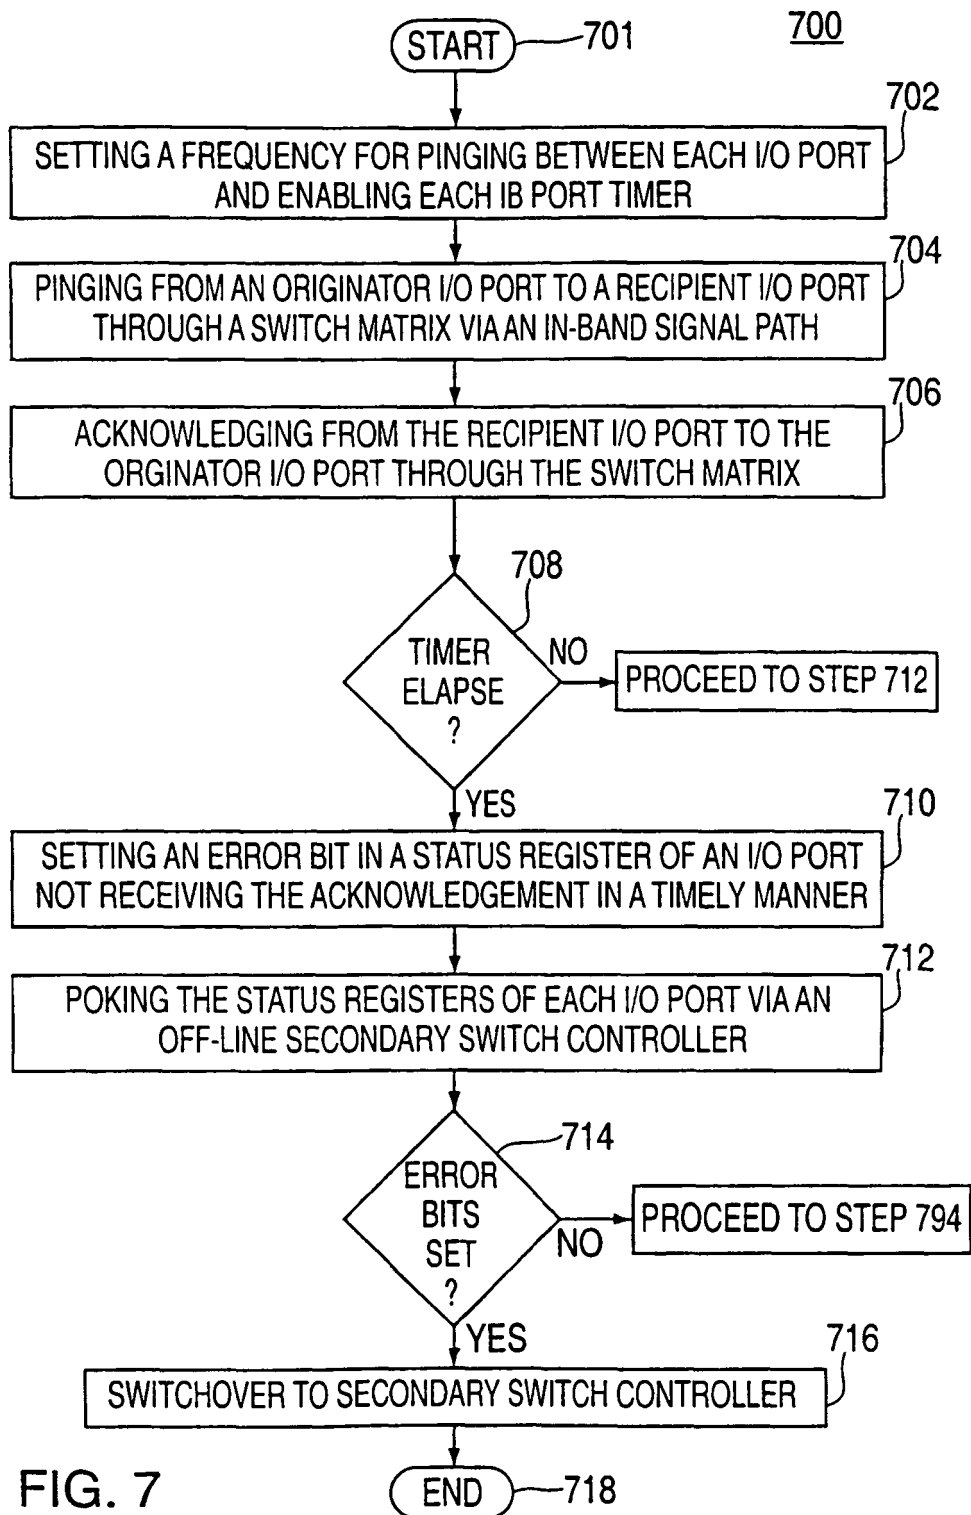 700
START
701
702
SETTING A FREQUENCY FOR PINGING BETWEEN EACH I/O PORT
AND ENABLING EACH IB PORT TIMER
704
PINGING FROM AN ORIGINATOR I/O PORT TO A RECIPIENT I/O PORT
THROUGH A SWITCH MATRIX VIA AN IN-BAND SIGNAL PATH
706
ACKNOWLEDGING FROM THE RECIPIENT I/O PORT TO THE
ORGINATOR I/O PORT THROUGH THE SWITCH MATRIX
708
TIMER
ELAPSE
?
NO
PROCEED TO STEP 712
YES
710
SETTING AN ERROR BIT IN A STATUS REGISTER OF AN I/O PORT
NOT RECEIVING THE ACKNOWLEDGEMENT IN A TIMELY MANNER
712
POKING THE STATUS REGISTERS OF EACH I/O PORT VIA AN
OFF-LINE SECONDARY SWITCH CONTROLLER
714
ERROR
BITS
SET
?
NO
PROCEED TO STEP 794
YES
716
SWITCHOVER TO SECONDARY SWITCH CONTROLLER
END
718
FIG. 7